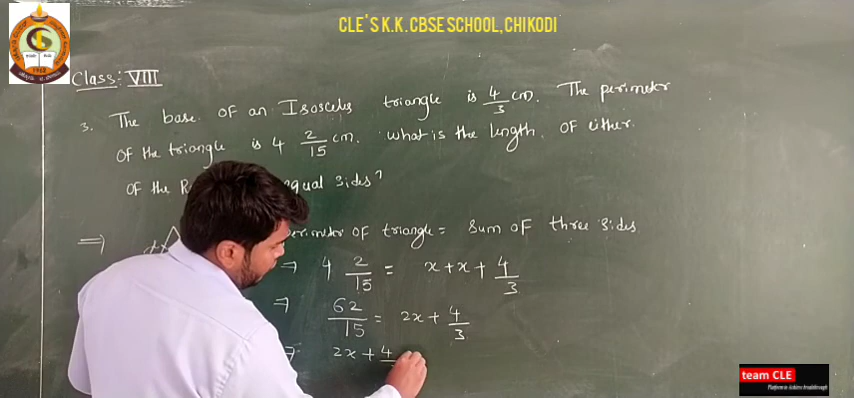 CLE'S K.K. CBSE SCHOOL, CHIKODI
Class: VIII
3. The base of an Isosceles triangle is 4/3 cm. The perimeter
of the triangle is 4 2/15 cm. what is the length of either
of the equal sides?
⇒ Perimeter of triangle = Sum of three sides
⇒ 4 2/15 = x + x + 4/3
⇒ 62/15 = 2x + 4/3
⇒ 2x + 4
team CLE